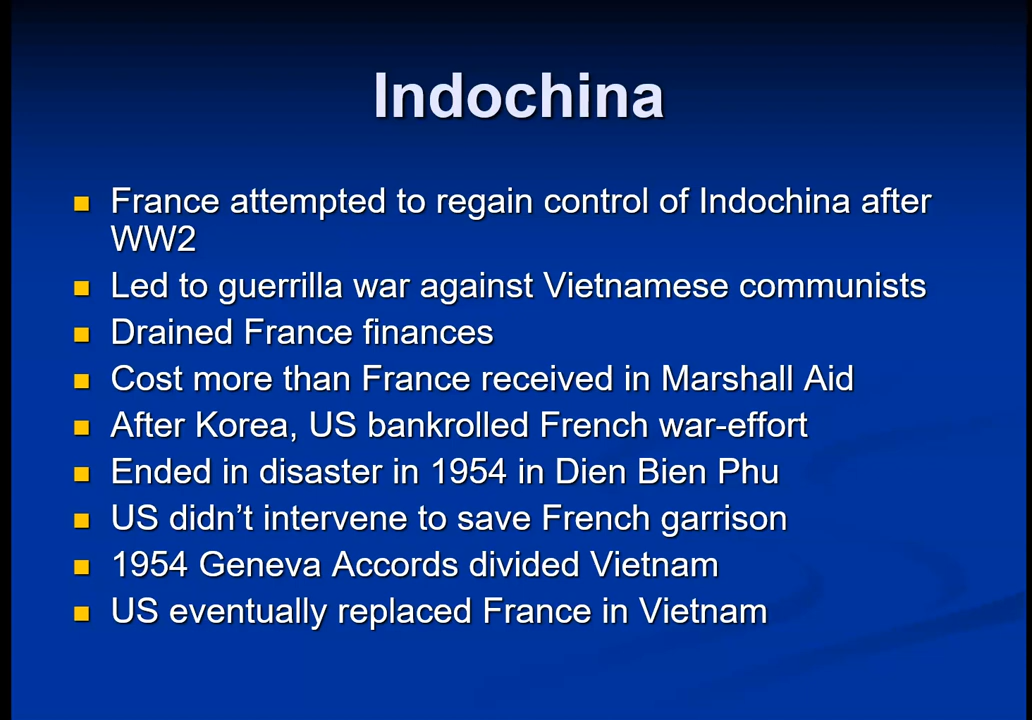 Indochina
France attempted to regain control of Indochina after
WW2
Led to guerrilla war against Vietnamese communists
Drained France finances
Cost more than France received in Marshall Aid
After Korea, US bankrolled French war-effort
Ended in disaster in 1954 in Dien Bien Phu
US didn’t intervene to save French garrison
1954 Geneva Accords divided Vietnam
US eventually replaced France in Vietnam